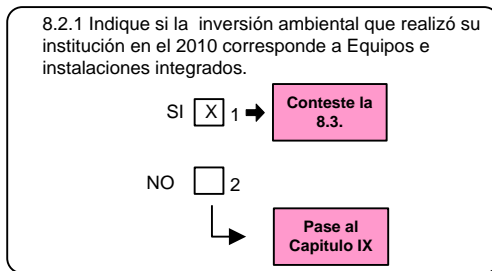 8.2.1 Indique si la inversión ambiental que realizó su
institución en el 2010 corresponde a Equipos e
instalaciones integrados.
SI X 1 Conteste la
8.3.
NO 2
Pase al
Capitulo IX